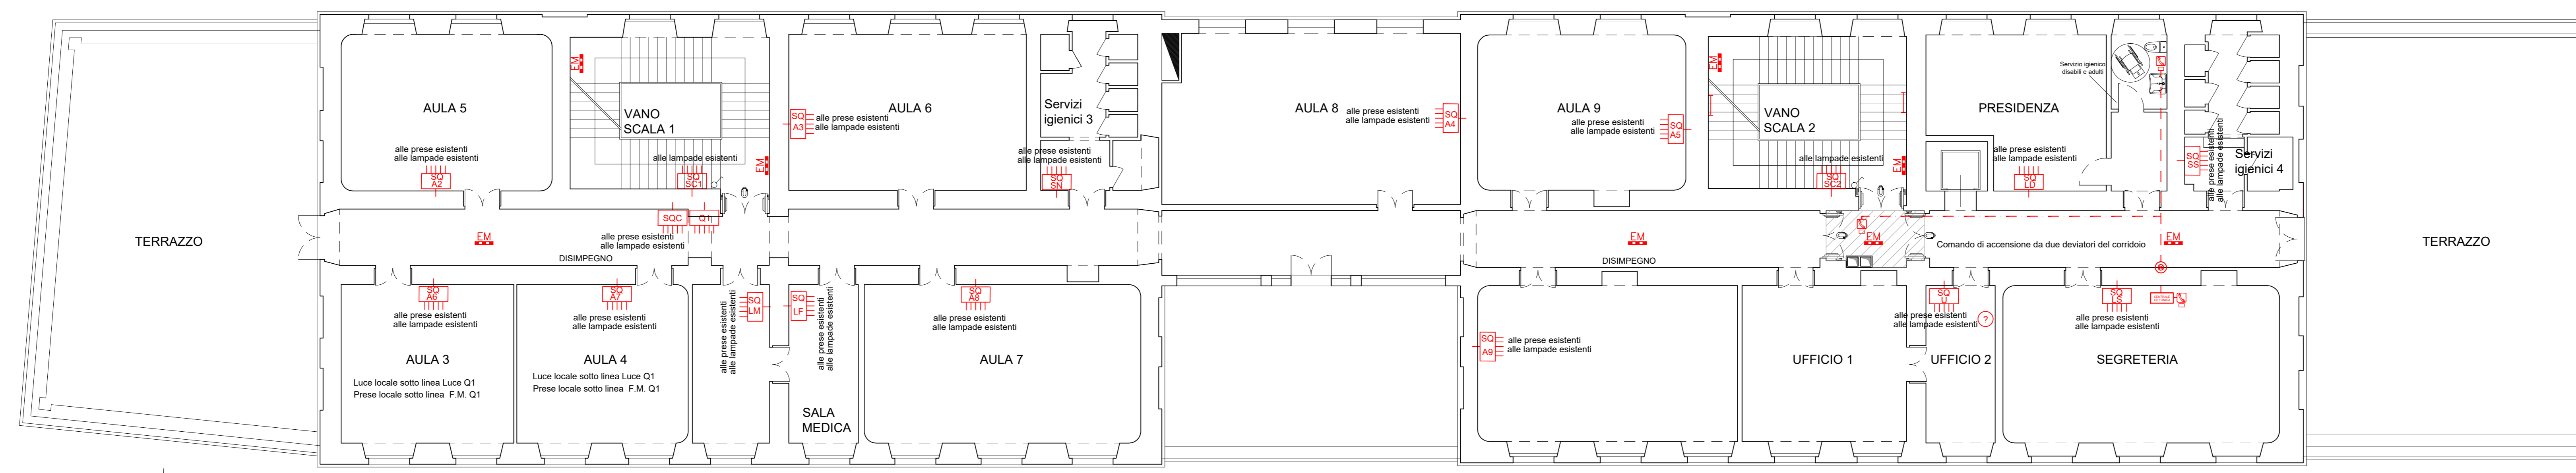 TERRAZZO
AULA 5
alle prese esistenti
alle lampade esistenti
SQ
A2
EM
VANO
SCALA 1
EM
alle lampade esistenti
SQ
SC1
SQ
A3
alle prese esistenti
alle lampade esistenti
AULA 6
Servizi
igienici 3
alle prese esistenti
alle lampade esistenti
SQ
SN
AULA 8
alle prese esistenti
alle lampade esistenti
SQ
A4
AULA 9
alle prese esistenti
alle lampade esistenti
SQ
A5
EM
VANO
SCALA 2
EM
alle lampade esistenti
SQ
SC2
PRESIDENZA
alle prese esistenti
alle lampade esistenti
SQ
LD
Servizio igienico
disabili e adulti
SQ
SS
alle prese esistenti
alle lampade esistenti
Servizi
igienici 4
TERRAZZO
EM
SQC
Q1
alle prese esistenti
alle lampade esistenti
DISIMPEGNO
EM
DISIMPEGNO
EM
Comando di accensione da due deviatori del corridoio
EM
SQ
A6
alle prese esistenti
alle lampade esistenti
AULA 3
Luce locale sotto linea Luce Q1
Prese locale sotto linea F.M. Q1
SQ
A7
alle prese esistenti
alle lampade esistenti
AULA 4
Luce locale sotto linea Luce Q1
Prese locale sotto linea F.M. Q1
alle prese esistenti
alle lampade esistenti
SQ
LM
SQ
LF
alle prese esistenti
alle lampade esistenti
SALA
MEDICA
SQ
A8
alle prese esistenti
alle lampade esistenti
AULA 7
SQ
A9
alle prese esistenti
alle lampade esistenti
UFFICIO 1
SQ
U
alle prese esistenti
alle lampade esistenti
?
UFFICIO 2
SQ
LS
alle prese esistenti
alle lampade esistenti
SEGRETERIA